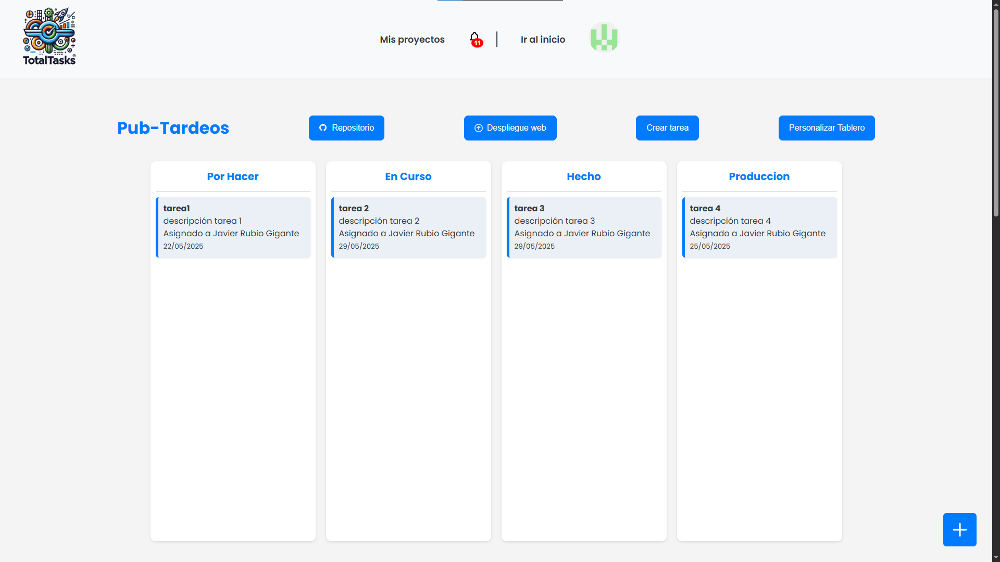 TotalTasks
Mis proyectos
11
Ir al inicio
Pub-Tardeos
Repositorio
Despliegue web
Crear tarea
Personalizar Tablero
Por Hacer
tarea1
descripción tarea 1
Asignado a Javier Rubio Gigante
22/05/2025
En Curso
tarea 2
descripción tarea 2
Asignado a Javier Rubio Gigante
29/05/2025
Hecho
tarea 3
descripción tarea 3
Asignado a Javier Rubio Gigante
29/05/2025
Produccion
tarea 4
descripción tarea 4
Asignado a Javier Rubio Gigante
25/05/2025